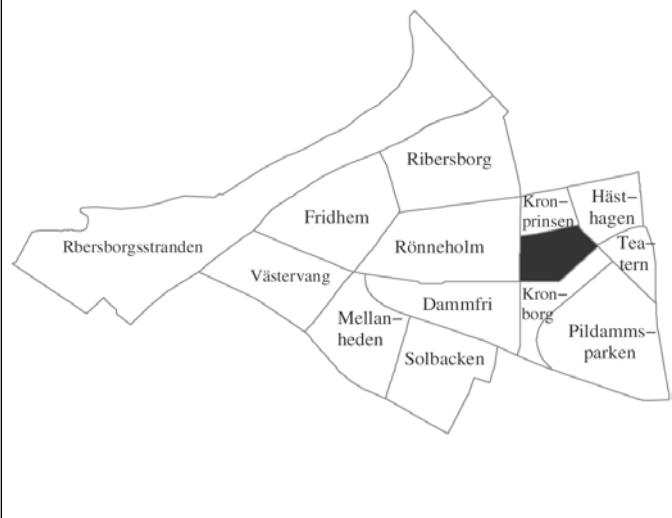 Ribersborg
Kron-
prinsen
Häst-
hagen
Fridhem
Rönneholm
Tea-
tern
Rbersborgsstranden
Västervang
Dammfri
Kron-
borg
Mellan-
heden
Pildamms-
parken
Solbacken